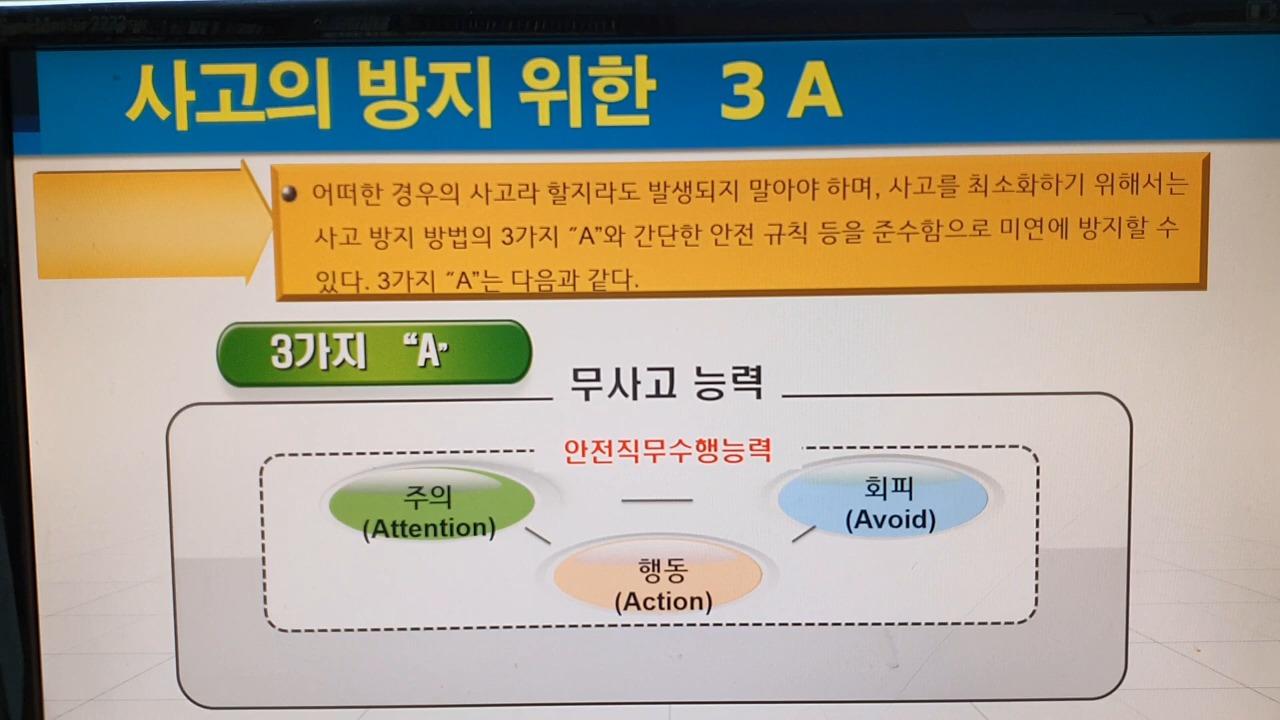 사고의 방지 위한 3 A
어떠한 경우의 사고라 할지라도 발생되지 말아야 하며, 사고를 최소화하기 위해서는
사고 방지 방법의 3가지 “A”와 간단한 안전 규칙 등을 준수함으로 미연에 방지할 수
있다. 3가지 “A”는 다음과 같다.
3가지 “A”
무사고 능력
안전직무수행능력
주의
(Attention)
회피
(Avoid)
행동
(Action)